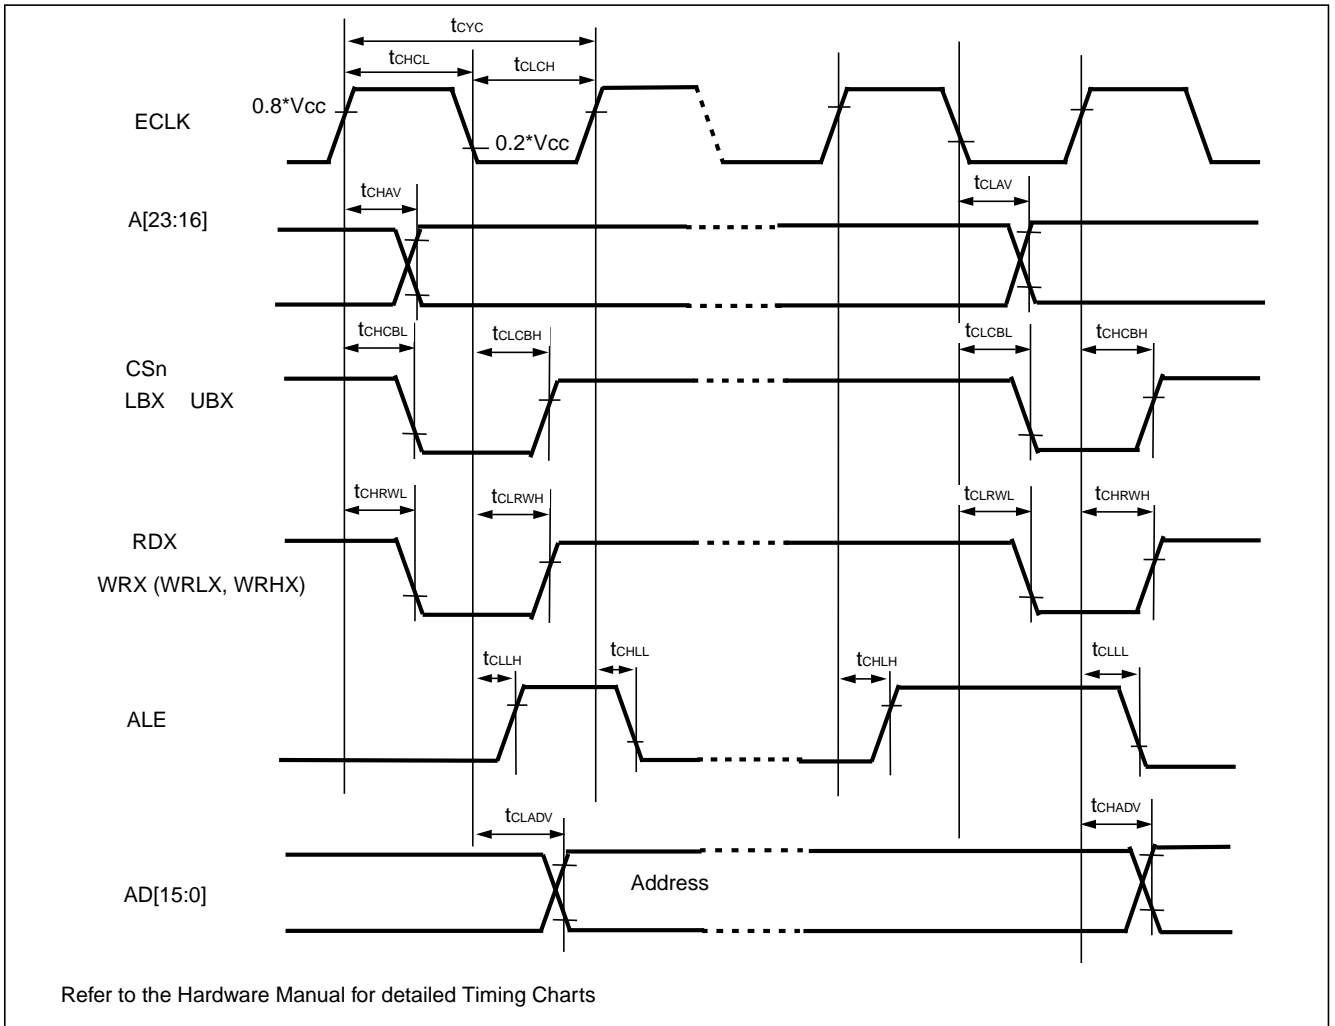 tCYC
tCHCL
tCLCH
0.8*Vcc
ECLK
0.2*Vcc
tCHAV
tCLAV
A[23:16]
tCHCBL
tCLCBH
tCLCBL
tCHCBH
CSn
LBX UBX
tCHRWL
tCLRWH
tCLRWL
tCHRWH
RDX
WRX (WRLX, WRHX)
tCLLH
tCHLL
tCHLH
tCLLL
ALE
tCLADV
tCHADV
Address
AD[15:0]
Refer to the Hardware Manual for detailed Timing Charts